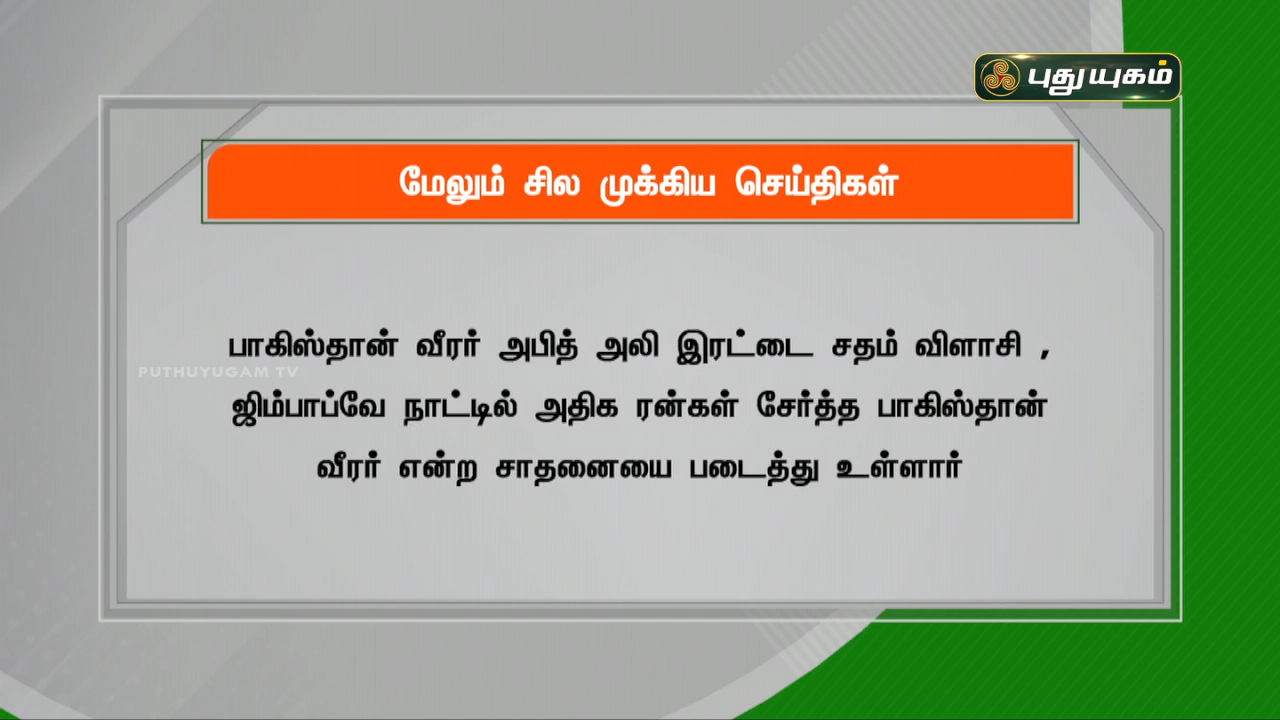 புதுயுகம்
மேலும் சில முக்கிய செய்திகள்
பாகிஸ்தான் வீரர் அபித் அலி இரட்டை சதம் விளாசி ,
PUTHUYUGAM TV
ஜிம்பாப்வே நாட்டில் அதிக ரன்கள் சேர்த்த பாகிஸ்தான்
வீரர் என்ற சாதனையை படைத்து உள்ளார்